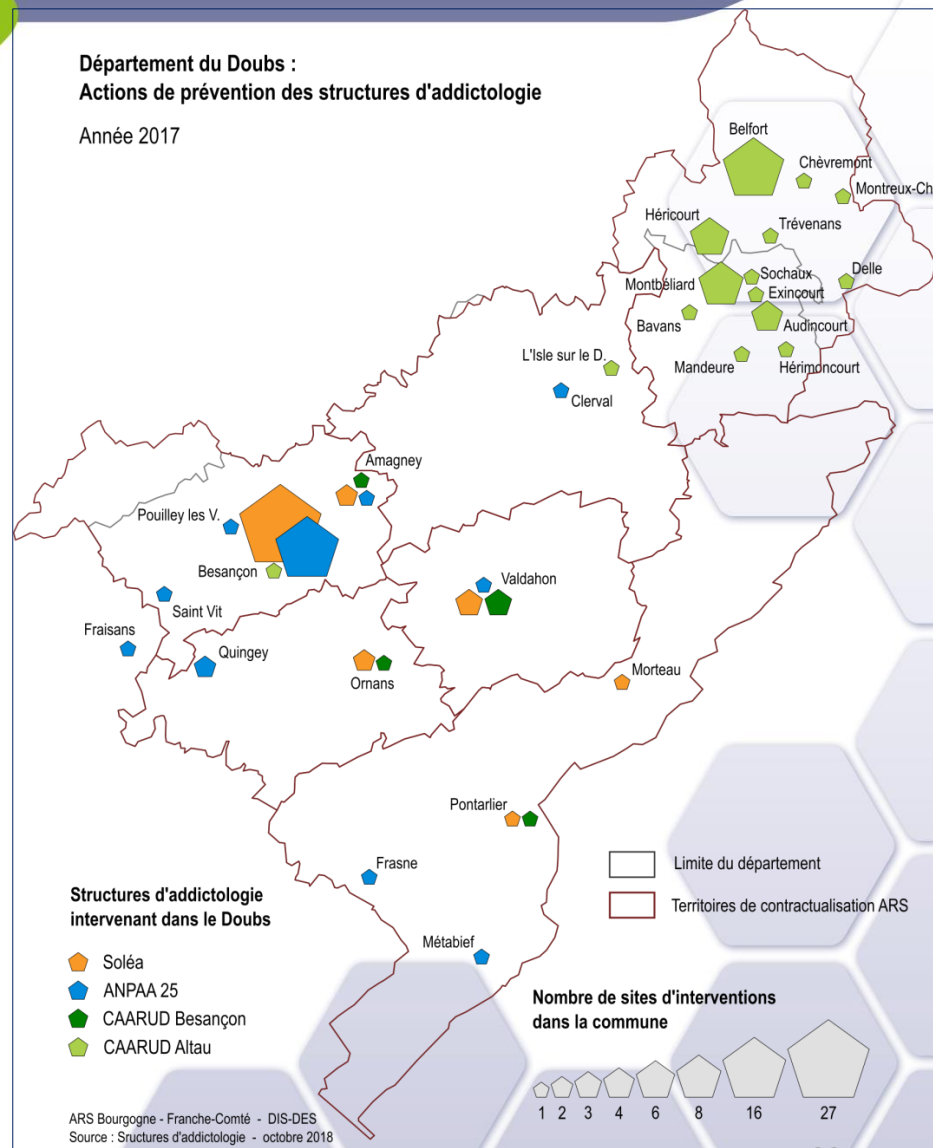 Département du Doubs :
Actions de prévention des structures d'addictologie
Année 2017
Belfort
Chèvremont
Montreux-Ch
Héricourt
Trévenans
Montbéliard
Sochaux
Delle
Exincourt
Bavans
Audincourt
L'Isle sur le D.
Mandeure
Hérimoncourt
Clerval
Amagney
Pouilley les V.
Besançon
Valdahon
Saint Vit
Fraisans
Quingey
Ornans
Morteau
Pontarlier
Frasne
Métabief
Limite du département
Territoires de contractualisation ARS
Structures d'addictologie
intervenant dans le Doubs
Soléa
ANPAA 25
CAARUD Besançon
CAARUD Altau
Nombre de sites d'interventions
dans la commune
1 2 3 4 6 8 16 27
ARS Bourgogne - Franche-Comté - DIS-DES
Source : Sructures d'addictologie - octobre 2018